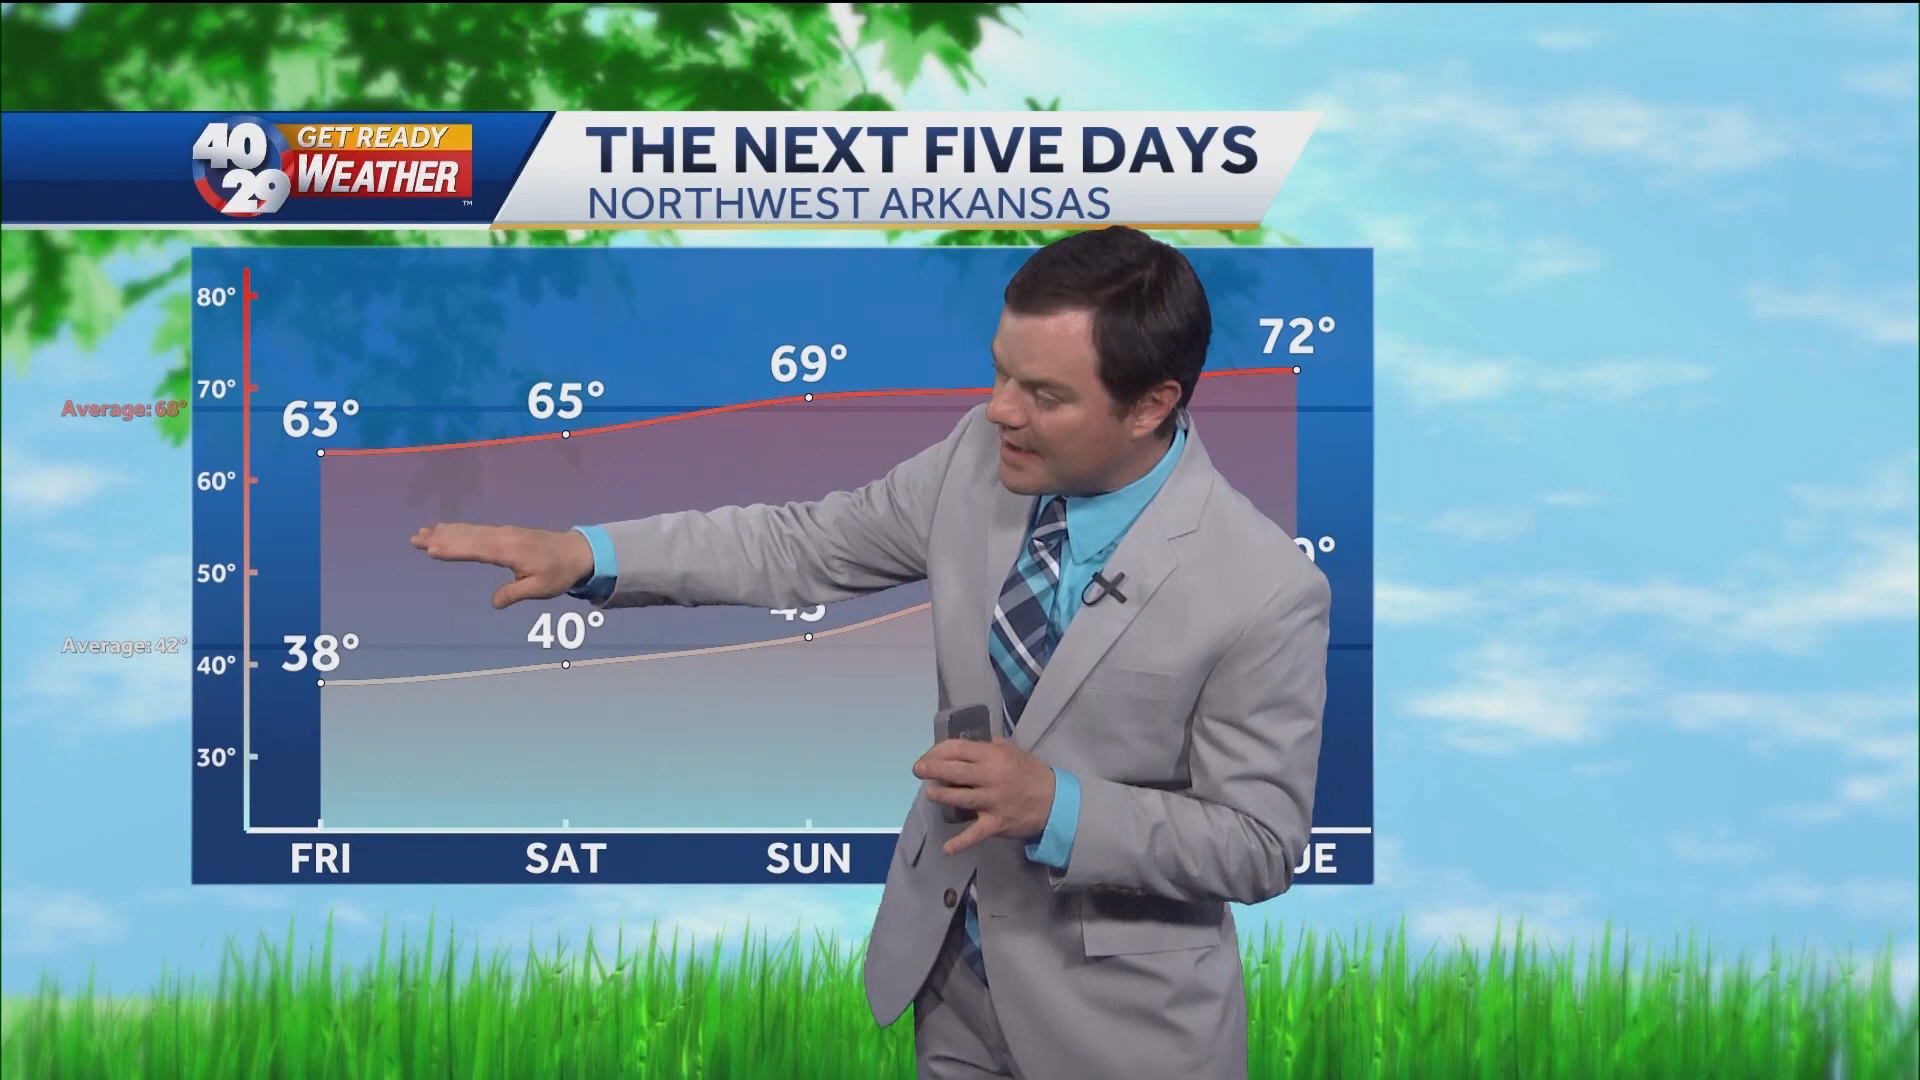 40
29
GET READY
WEATHER™
THE NEXT FIVE DAYS
NORTHWEST ARKANSAS
80°
70°
60°
50°
40°
30°
Average: 68°
Average: 42°
63°
65°
69°
72°
38°
40°
FRI
SAT
SUN